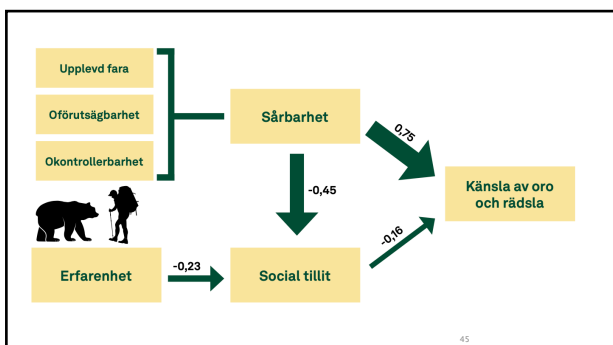 Upplevd fara
Oförutsägbarhet
Okontrollerbarhet
Sårbarhet
0,75
-0,45
Känsla av oro
och rädsla
-0,16
Erfarenhet
-0,23
Social tillit
45